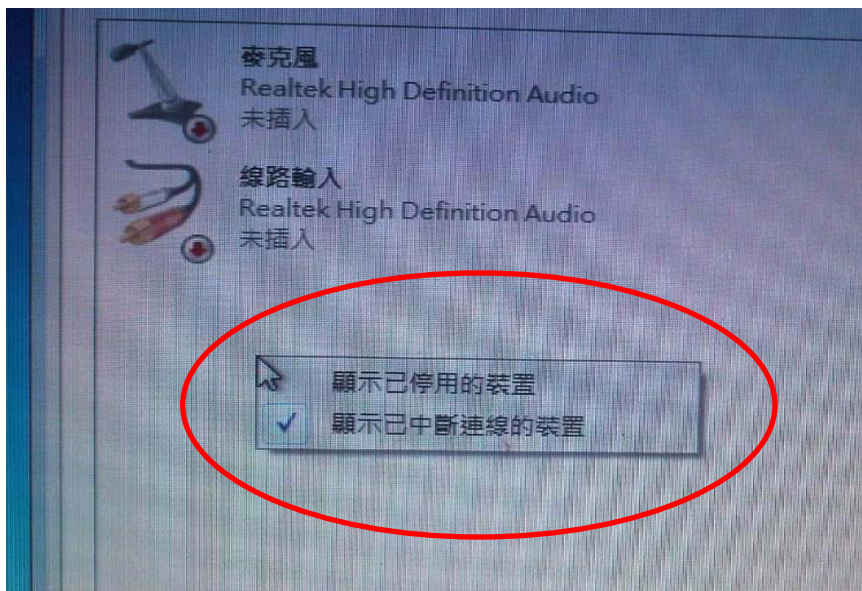 麥克風
Realtek High Definition Audio
未插入
線路輸入
Realtek High Definition Audio
未插入
顯示已停用的裝置
顯示已中斷連線的裝置